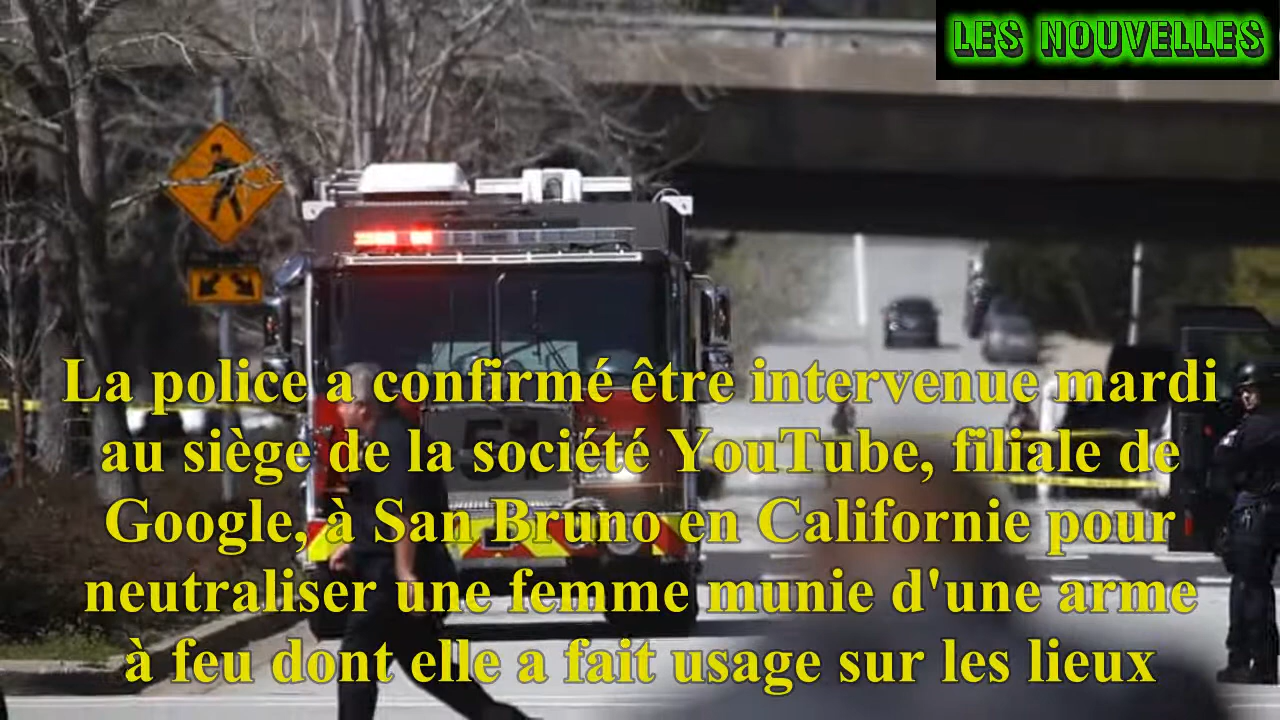 LES NOUVELLES
La police a confirmé être intervenue mardi
au siège de la société YouTube, filiale de
Google, à San Bruno en Californie pour
neutraliser une femme munie d'une arme
à feu dont elle a fait usage sur les lieux
51